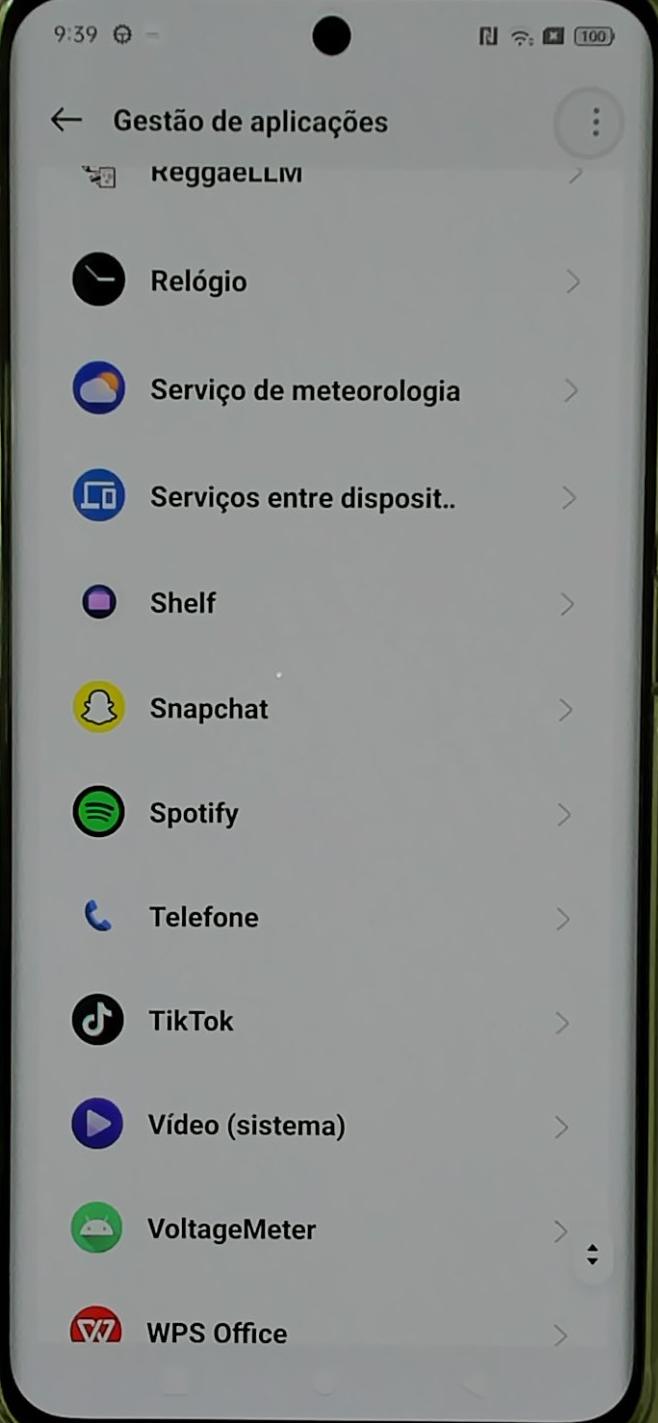 9:39
100
Gestão de aplicações
ReggaeLLM
Relógio
Serviço de meteorologia
Serviços entre disposit..
Shelf
Snapchat
Spotify
Telefone
TikTok
Vídeo (sistema)
VoltageMeter
WPS Office